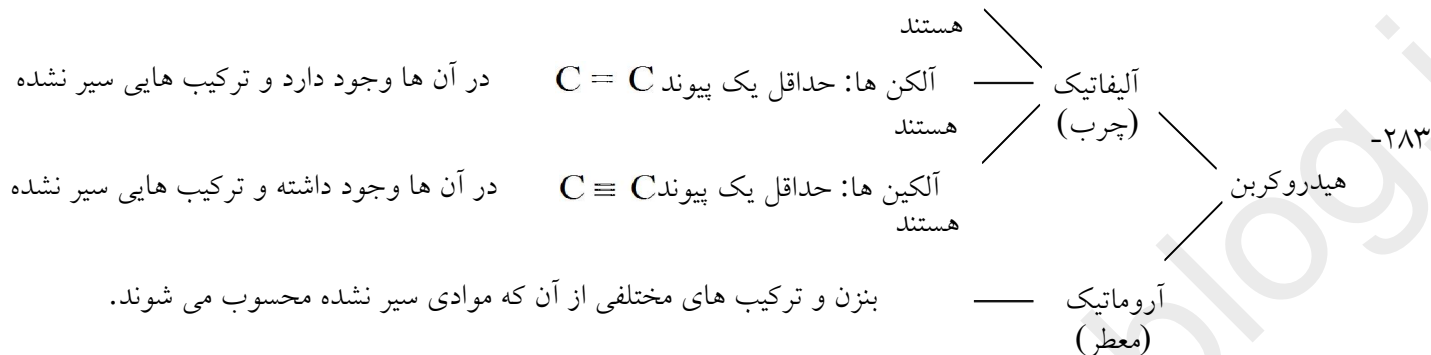 هستند
آلکن ها: حداقل یک پیوند C = C در آن ها وجود دارد و ترکیب هایی سیر نشده
هستند
آلیفاتیک
(چرب)
-۲۸۳
هیدروکربن
آلکین ها: حداقل یک پیوند C ≡ C در آن ها وجود داشته و ترکیب هایی سیر نشده
هستند
آروماتیک
(معطر)
بنزن و ترکیب های مختلفی از آن که موادی سیر نشده محسوب می شوند.
blog.i